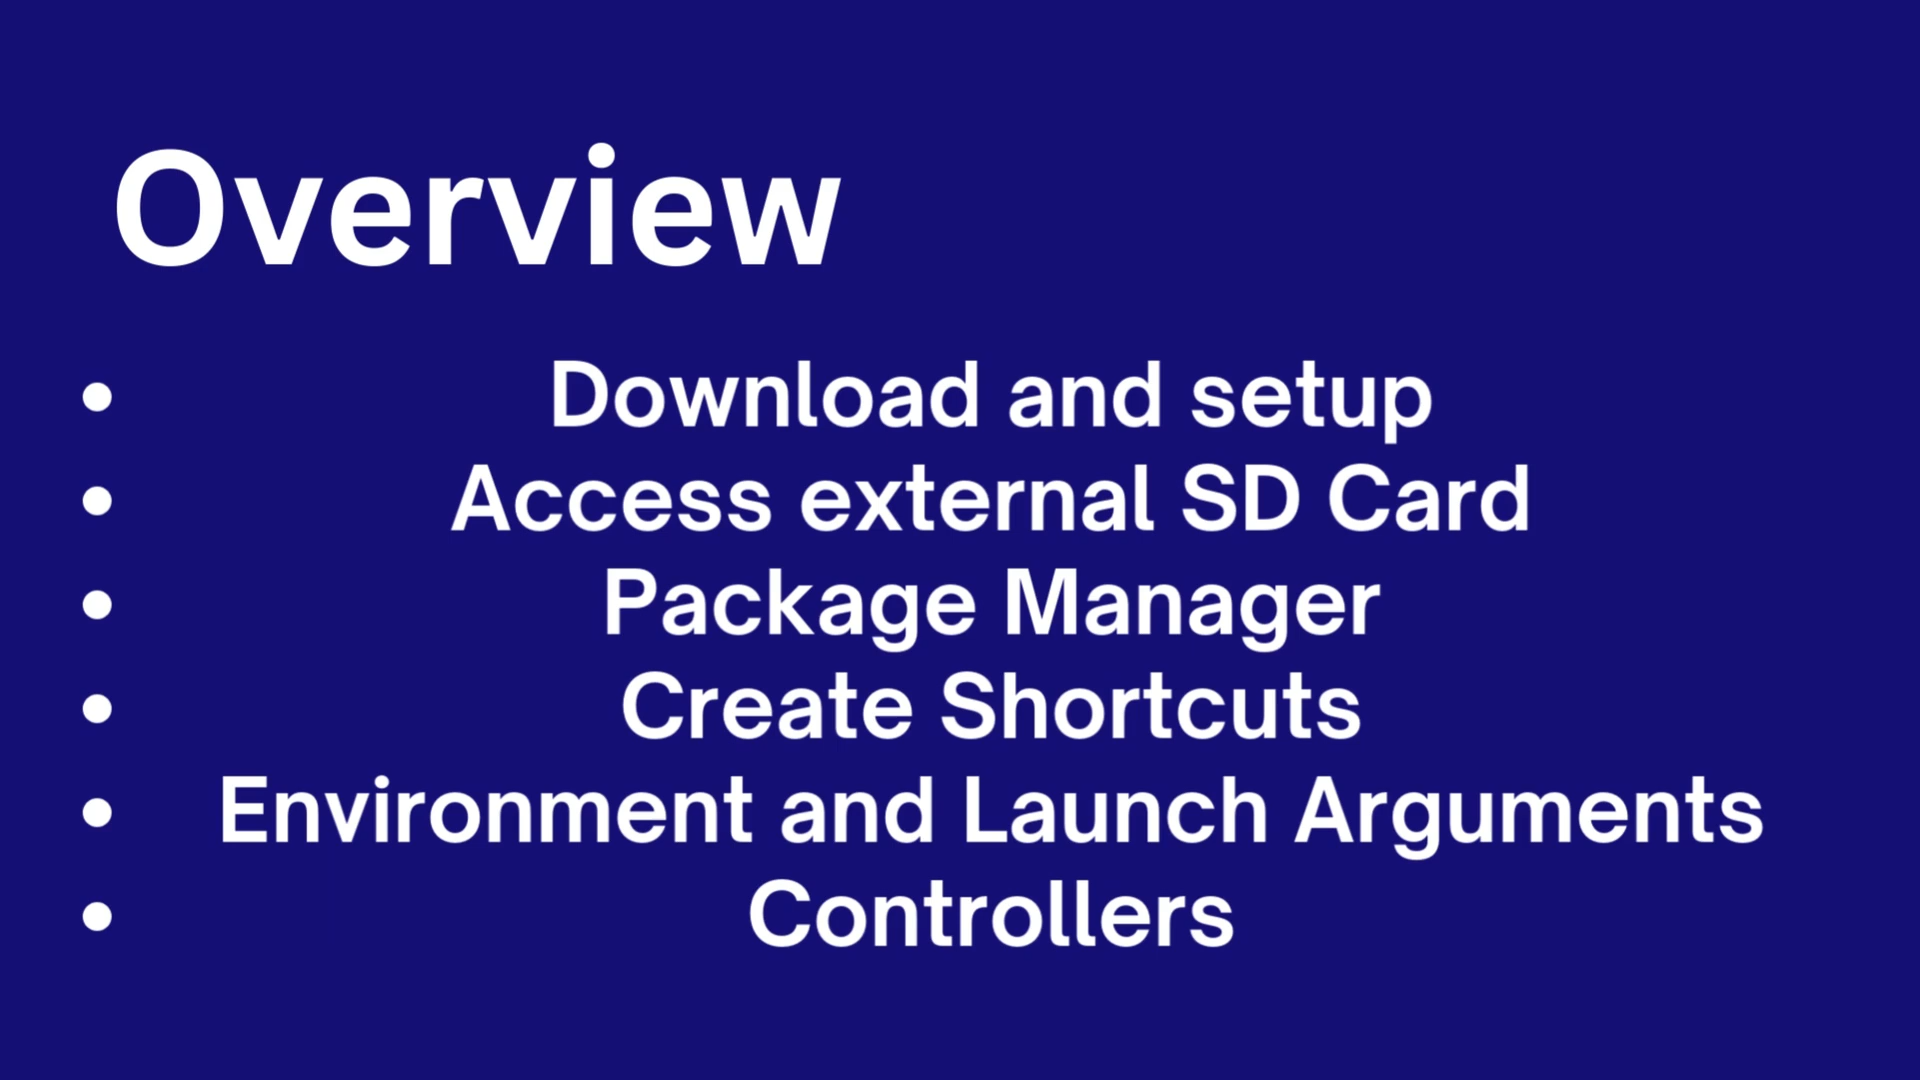 Overview
• Download and setup
• Access external SD Card
• Package Manager
• Create Shortcuts
• Environment and Launch Arguments
• Controllers